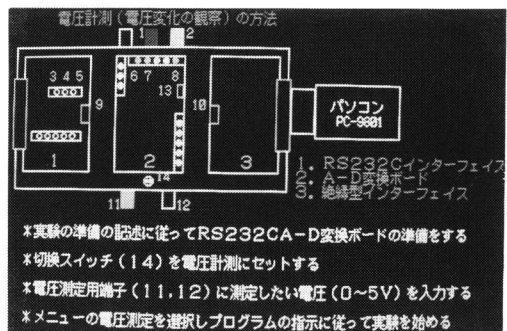 電圧計測(電圧変化の観察)の方法
1 2
3 4 5
6 7 8
13
9 10
1 2 3
14
11 12
パソコン
PC-9801
1. RS232Cインターフェイス
2. A-D変換ボード
3. 絶縁型インターフェイス
*実験の準備の記述に従ってRS232CA-D変換ボードの準備をする
*切換スイッチ(14)を電圧計測にセットする
*電圧測定用端子(11,12)に測定したい電圧(0~5V)を入力する
*メニューの電圧測定を選択しプログラムの指示に従って実験を始める